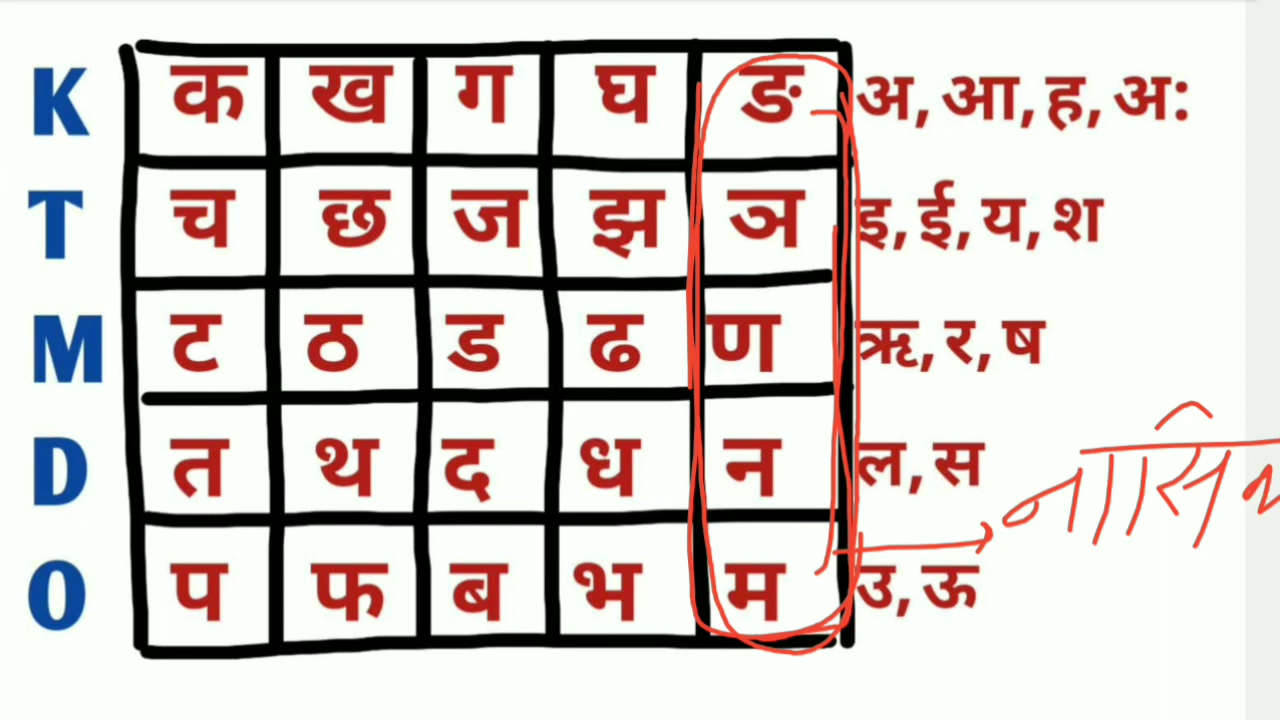 K क ख ग घ ङ अ, आ, ह, अ:
T च छ ज झ ञ इ, ई, य, श
M ट ठ ड ढ ण ऋ, र, ष
D त थ द ध न ल, स
O प फ ब भ म उ, ऊ